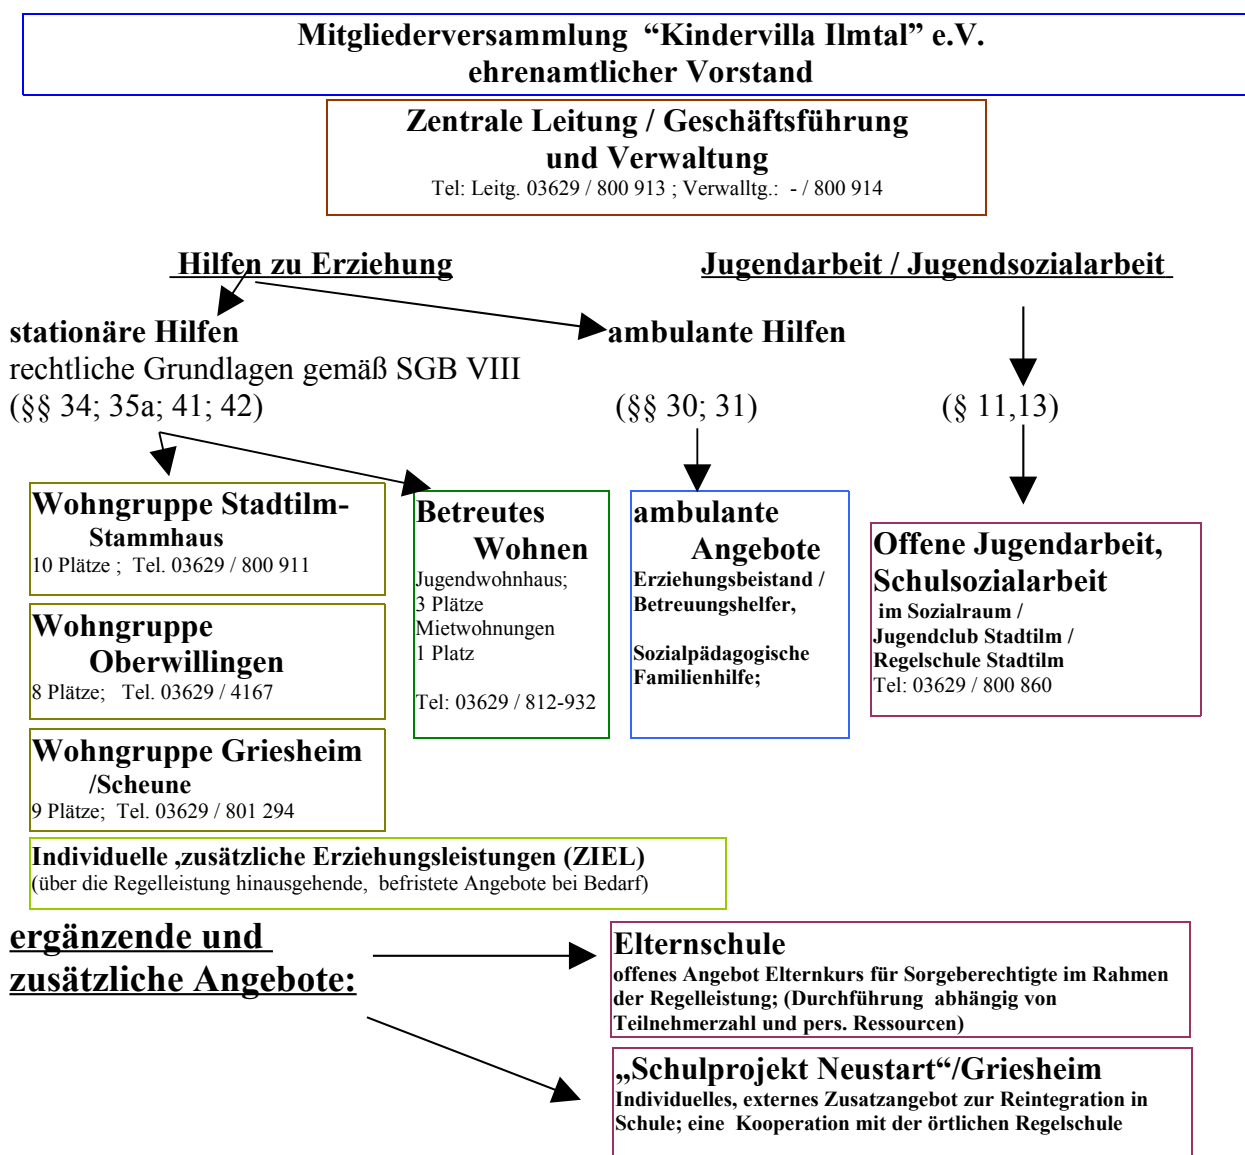 Mitgliederversammlung “Kindervilla Ilmtal” e.V.
ehrenamtlicher Vorstand
Zentrale Leitung / Geschäftsführung
und Verwaltung
Tel: Leitg. 03629 / 800 913 ; Verwalltg.: - / 800 914
Hilfen zu Erziehung
Jugendarbeit / Jugendsozialarbeit
stationäre Hilfen
ambulante Hilfen
rechtliche Grundlagen gemäß SGB VIII
(§§ 34; 35a; 41; 42)
(§§ 30; 31)
(§ 11,13)
Wohngruppe Stadtilm-
Stammhaus
10 Plätze ; Tel. 03629 / 800 911
Wohngruppe
Oberwillingen
8 Plätze; Tel. 03629 / 4167
Wohngruppe Griesheim
/Scheune
9 Plätze; Tel. 03629 / 801 294
Betreutes
Wohnen
Jugendwohnhaus;
3 Plätze
Mietwohnungen
1 Platz
Tel: 03629 / 812-932
ambulante
Angebote
Erziehungsbeistand /
Betreuungshelfer,
Sozialpädagogische
Familienhilfe;
Offene Jugendarbeit,
Schulsozialarbeit
im Sozialraum /
Jugendclub Stadtilm /
Regelschule Stadtilm
Tel: 03629 / 800 860
Individuelle ,zusätzliche Erziehungsleistungen (ZIEL)
(über die Regelleistung hinausgehende, befristete Angebote bei Bedarf)
ergänzende und
zusätzliche Angebote:
Elternschule
offenes Angebot Elternkurs für Sorgeberechtigte im Rahmen
der Regelleistung; (Durchführung abhängig von
Teilnehmerzahl und pers. Ressourcen)
„Schulprojekt Neustart“/Griesheim
Individuelles, externes Zusatzangebot zur Reintegration in
Schule; eine Kooperation mit der örtlichen Regelschule